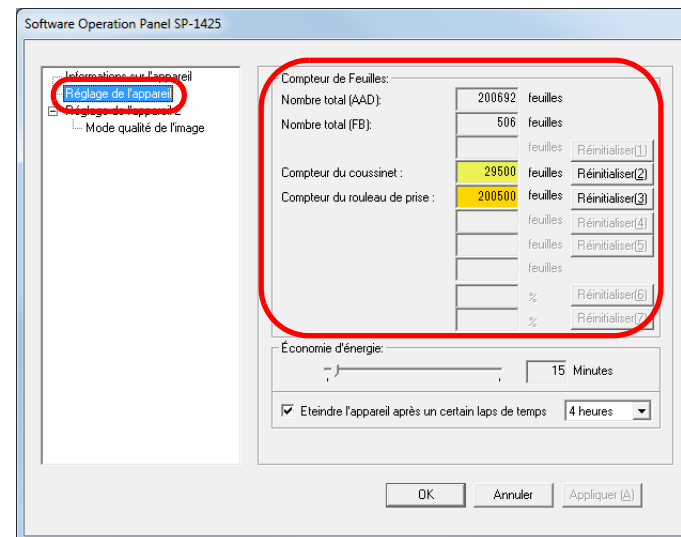 Software Operation Panel SP-1425
Informations sur l'appareil
Réglage de l'appareil
Réglage de l'appareil 2
Mode qualité de l'image
Compteur de Feuilles:
Nombre total (AAD): 200692 feuilles
Nombre total (FB): 506 feuilles
feuilles Réinitialiser(1)
Compteur du coussinet : 29500 feuilles Réinitialiser(2)
Compteur du rouleau de prise : 200500 feuilles Réinitialiser(3)
feuilles Réinitialiser(4)
feuilles Réinitialiser(5)
feuilles
% Réinitialiser(6)
% Réinitialiser(7)
Économie d'énergie:
15 Minutes
Eteindre l'appareil après un certain laps de temps 4 heures
OK Annuler Appliquer (A)